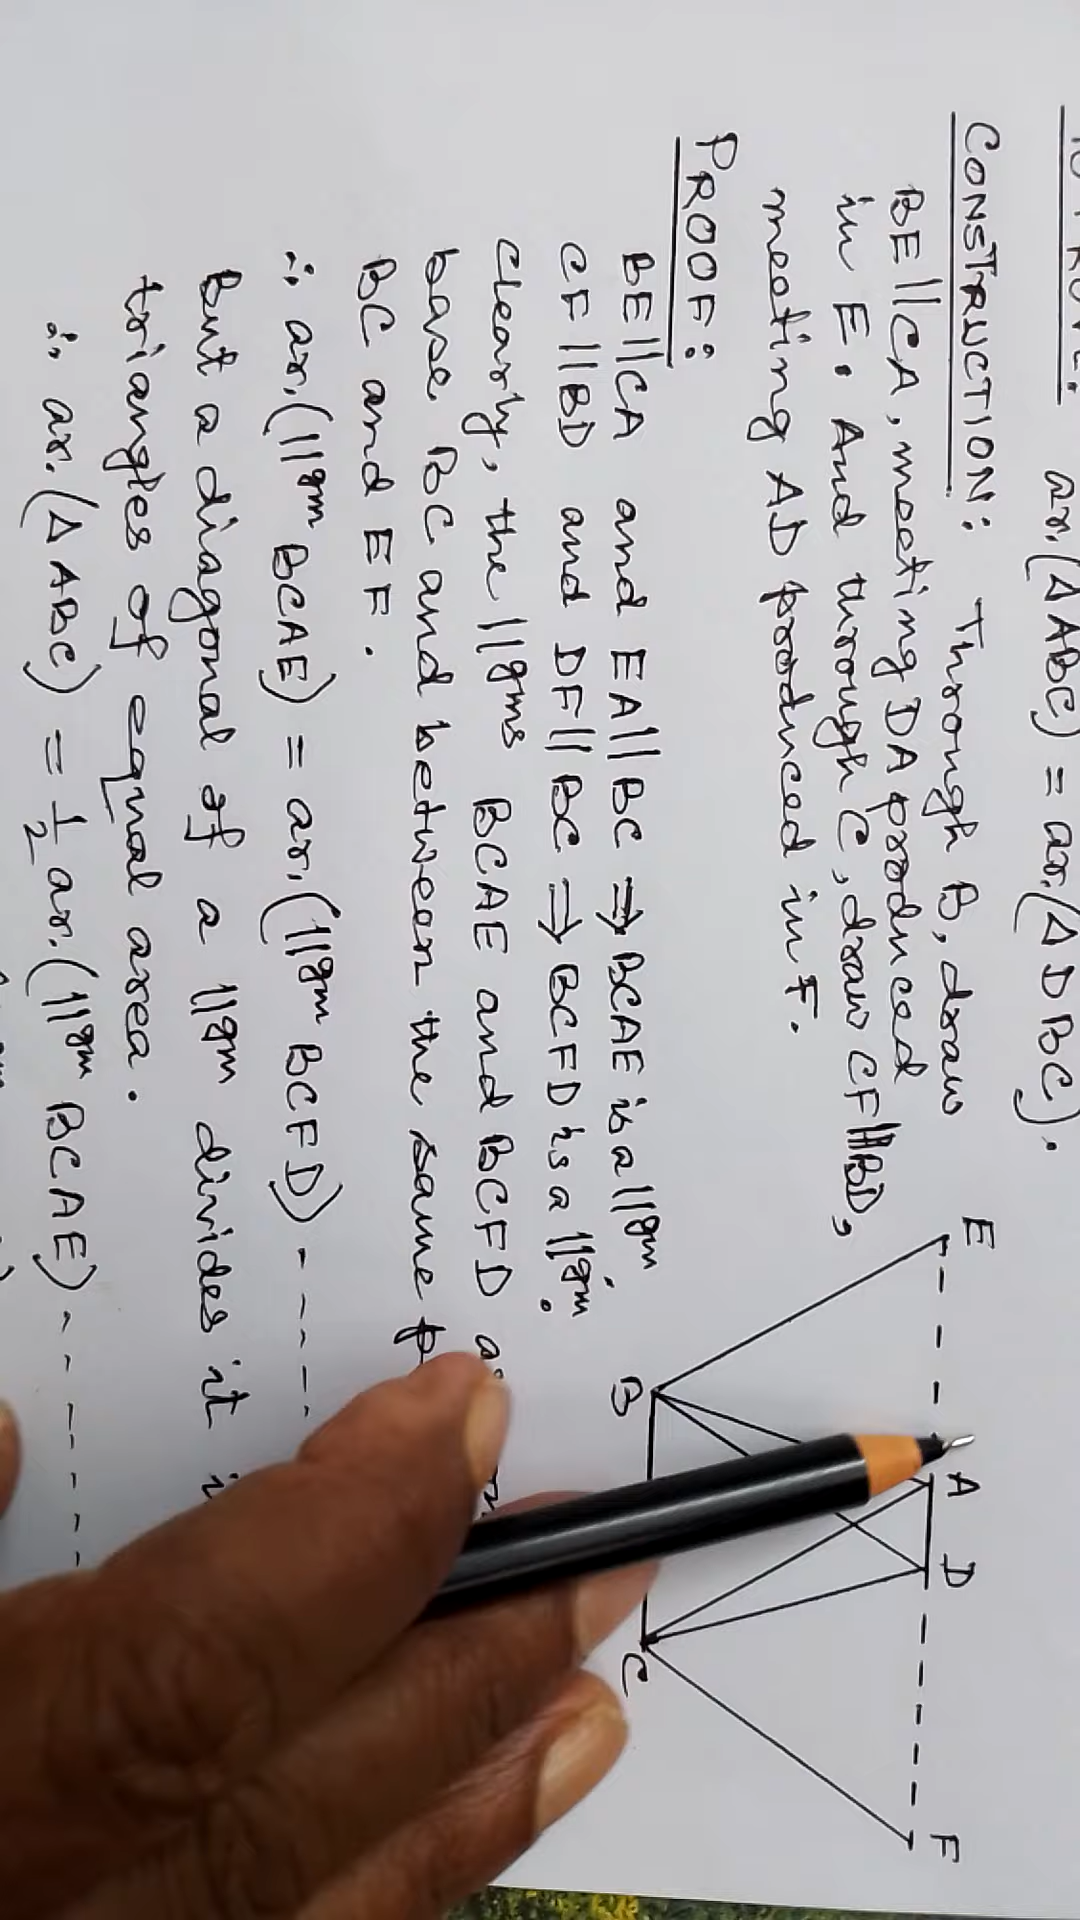 ar.(ΔABC) = ar.(ΔDBC).
CONSTRUCTION: Through B, draw
BE||CA, meeting DA produced
in E. And through C, draw CF||BD,
meeting AD produced in F.
PROOF:
BE||CA and EA||BC ⇒ BCAE is a ||gm
CF||BD and DF||BC ⇒ BCFD is a ||gm.
Clearly, the ||gms BCAE and BCFD
base BC and between the same
BC and EF.
∴ ar.(||gm BCAE) = ar.(||gm BCFD) - - - -
But a diagonal of a ||gm divides it
triangles of equal area.
∴ ar.(ΔABC) = 1/2 ar.(||gm BCAE) - - - - - -
E A D F
B C